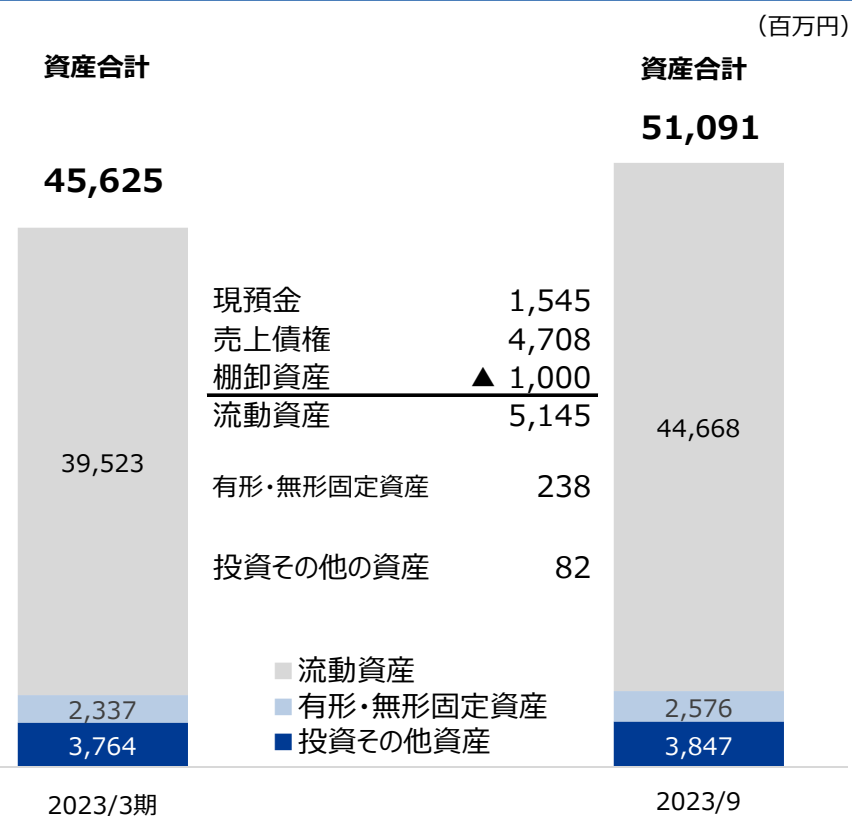 （百万円）
資産合計
資産合計
51,091
45,625
現預金 1,545
売上債権 4,708
棚卸資産 ▲ 1,000
流動資産 5,145
有形・無形固定資産 238
投資その他の資産 82
39,523
44,668
流動資産
有形・無形固定資産
投資その他資産
2,337
2,576
3,764
3,847
2023/3期
2023/9